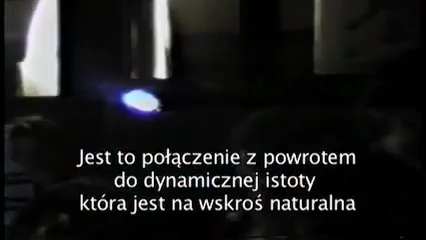 Jest to połączenie z powrotem
do dynamicznej istoty
która jest na wskroś naturalna